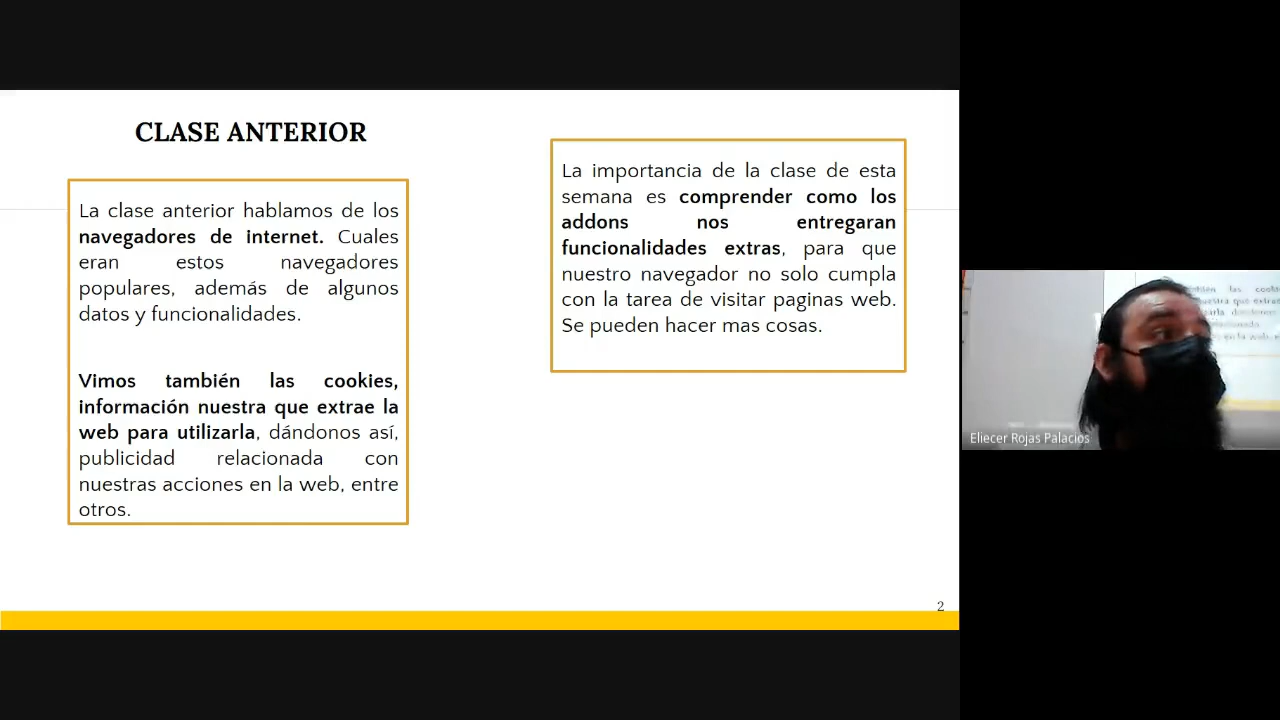 CLASE ANTERIOR
La clase anterior hablamos de los
navegadores de internet. Cuales
eran estos navegadores
populares, además de algunos
datos y funcionalidades.
Vimos también las cookies,
información nuestra que extrae la
web para utilizarla, dándonos así,
publicidad relacionada con
nuestras acciones en la web, entre
otros.
La importancia de la clase de esta
semana es comprender como los
addons nos entregaran
funcionalidades extras, para que
nuestro navegador no solo cumpla
con la tarea de visitar paginas web.
Se pueden hacer mas cosas.
2
las cookies
que extrae
Eliecer Rojas Palacios